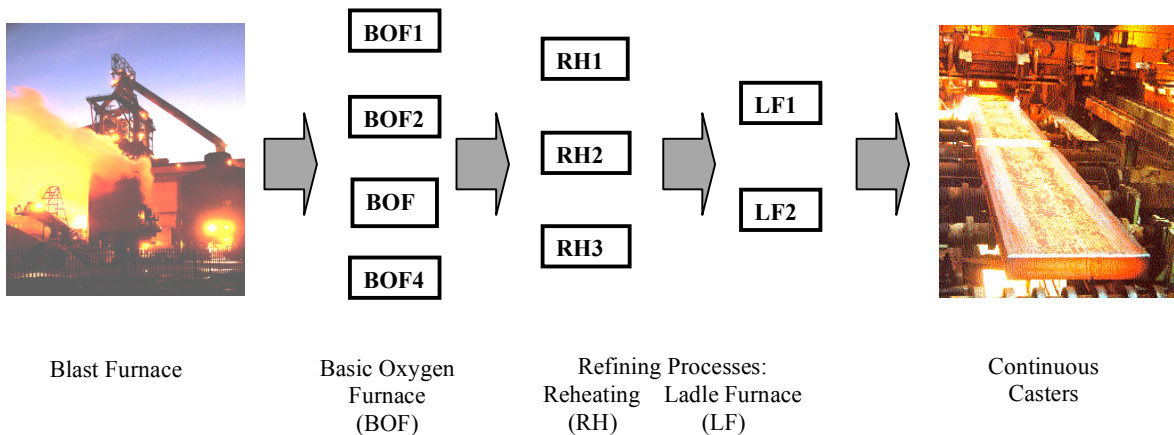 BOF1
BOF2
BOF
BOF4
RH1
RH2
RH3
LF1
LF2
Blast Furnace
Basic Oxygen
Furnace
(BOF)
Refining Processes:
Reheating Ladle Furnace
(RH) (LF)
Continuous
Casters